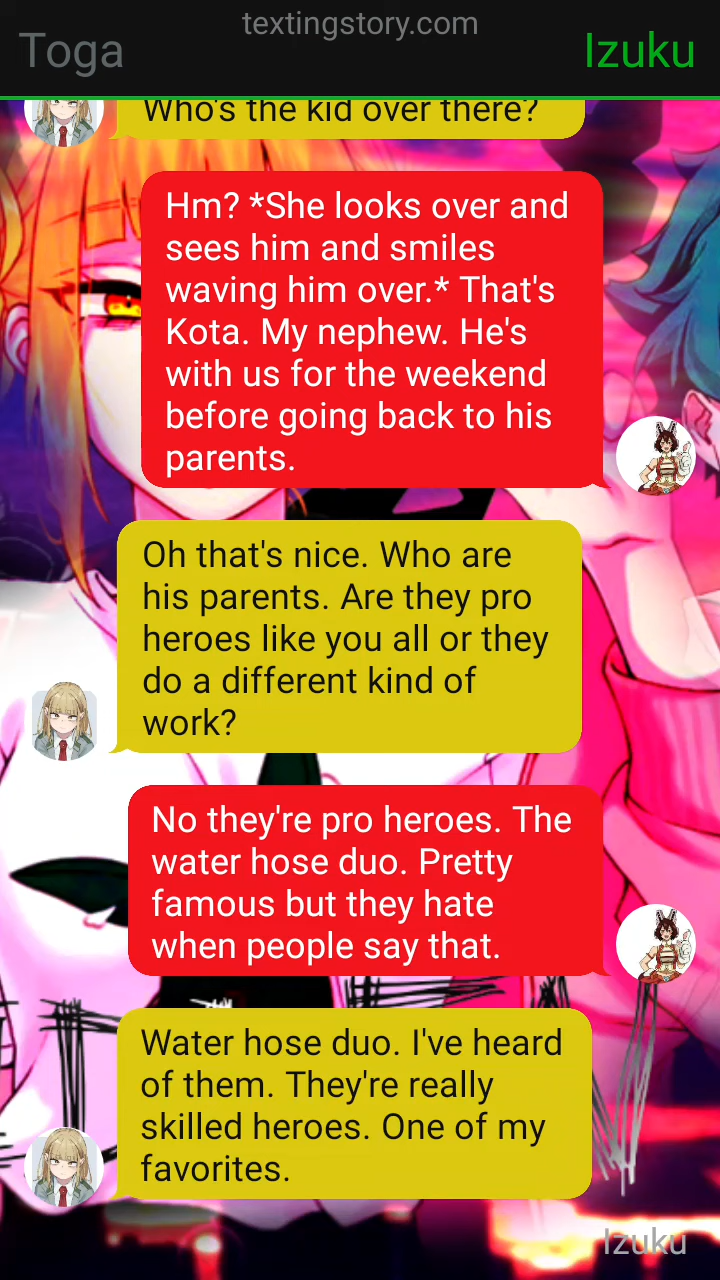 textingstory.com
Toga
Izuku
Who's the kid over there?
Hm? *She looks over and
sees him and smiles
waving him over.* That's
Kota. My nephew. He's
with us for the weekend
before going back to his
parents.
Oh that's nice. Who are
his parents. Are they pro
heroes like you all or they
do a different kind of
work?
No they're pro heroes. The
water hose duo. Pretty
famous but they hate
when people say that.
Water hose duo. I've heard
of them. They're really
skilled heroes. One of my
favorites.
Izuku